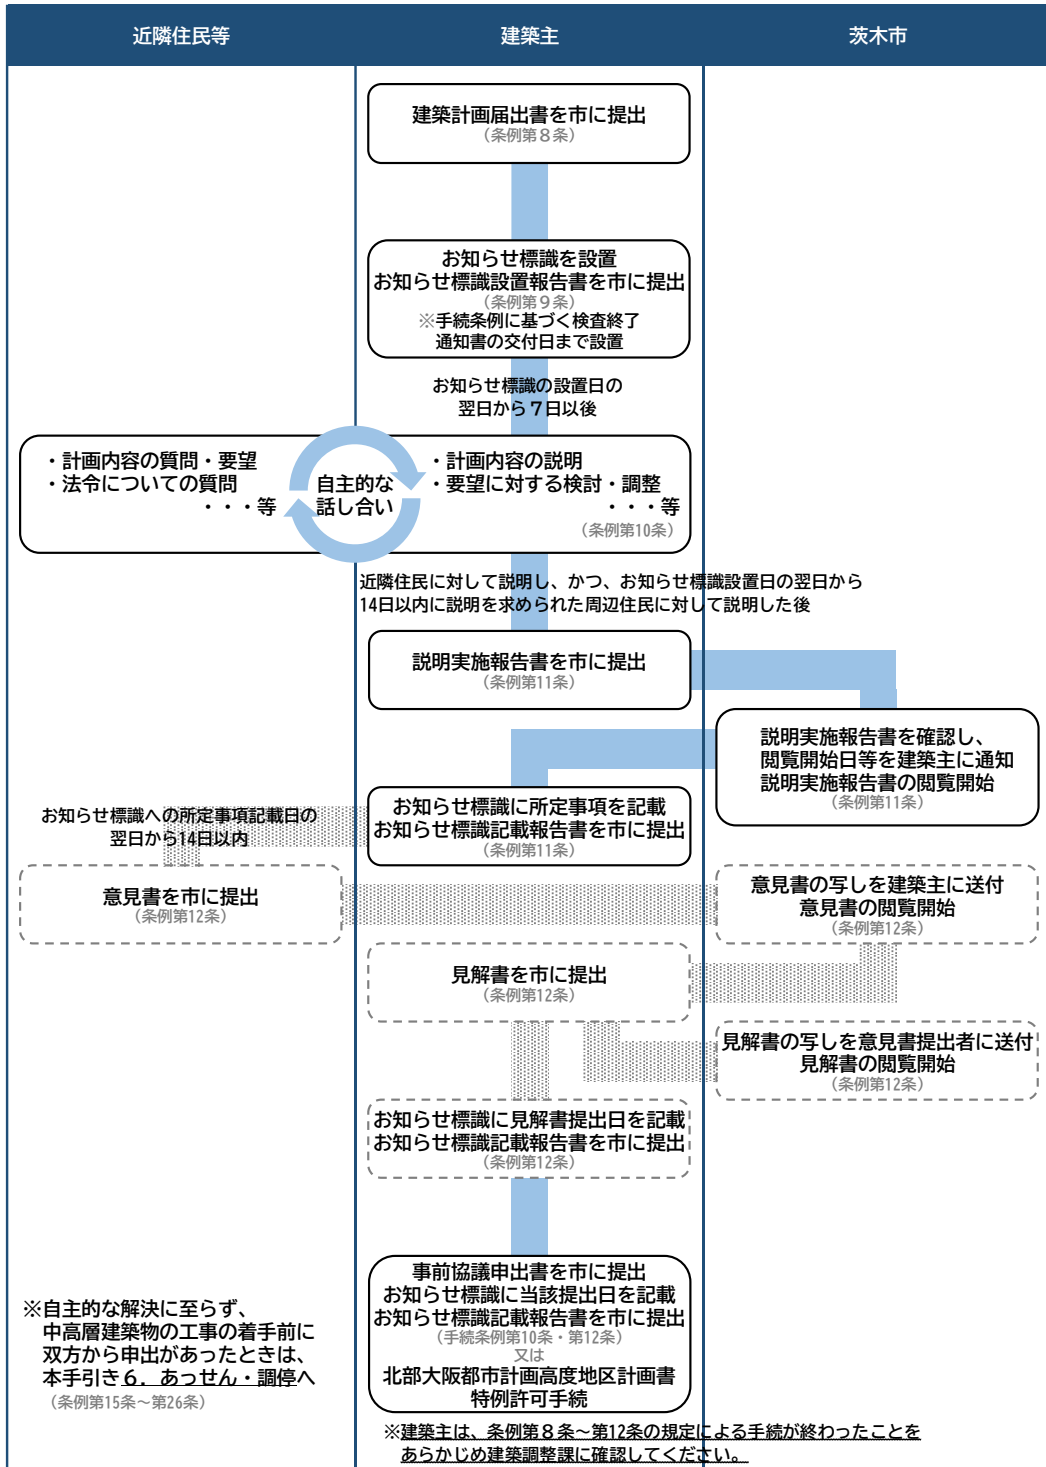 近隣住民等
建築主
茨木市
建築計画届出書を市に提出
（条例第８条）
お知らせ標識を設置
お知らせ標識設置報告書を市に提出
（条例第９条）
※手続条例に基づく検査終了
通知書の交付日まで設置
お知らせ標識の設置日の
翌日から７日以後
・計画内容の質問・要望
・法令についての質問
・・・等
自主的な
話し合い
・計画内容の説明
・要望に対する検討・調整
・・・等
（条例第10条）
近隣住民に対して説明し、かつ、お知らせ標識設置日の翌日から
14日以内に説明を求められた周辺住民に対して説明した後
説明実施報告書を市に提出
（条例第11条）
説明実施報告書を確認し、
閲覧開始日等を建築主に通知
説明実施報告書の閲覧開始
（条例第11条）
お知らせ標識に所定事項を記載
お知らせ標識記載報告書を市に提出
（条例第11条）
お知らせ標識への所定事項記載日の
翌日から14日以内
意見書を市に提出
（条例第12条）
意見書の写しを建築主に送付
意見書の閲覧開始
（条例第12条）
見解書を市に提出
（条例第12条）
見解書の写しを意見書提出者に送付
見解書の閲覧開始
（条例第12条）
お知らせ標識に見解書提出日を記載
お知らせ標識記載報告書を市に提出
（条例第12条）
事前協議申出書を市に提出
お知らせ標識に当該提出日を記載
お知らせ標識記載報告書を市に提出
（手続条例第10条・第12条）
又は
北部大阪都市計画高度地区計画書
特例許可手続
※自主的な解決に至らず、
中高層建築物の工事の着手前に
双方から申出があったときは、
本手引き６．あっせん・調停へ
（条例第15条～第26条）
※建築主は、条例第８条～第12条の規定による手続が終わったことを
あらかじめ建築調整課に確認してください。